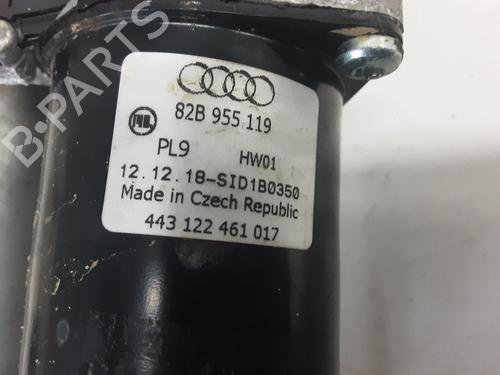 82B 955 119
PL9 HW01
12.12.18-SID1B0350
Made in Czech Republic
443 122 461 017
B-PARTS